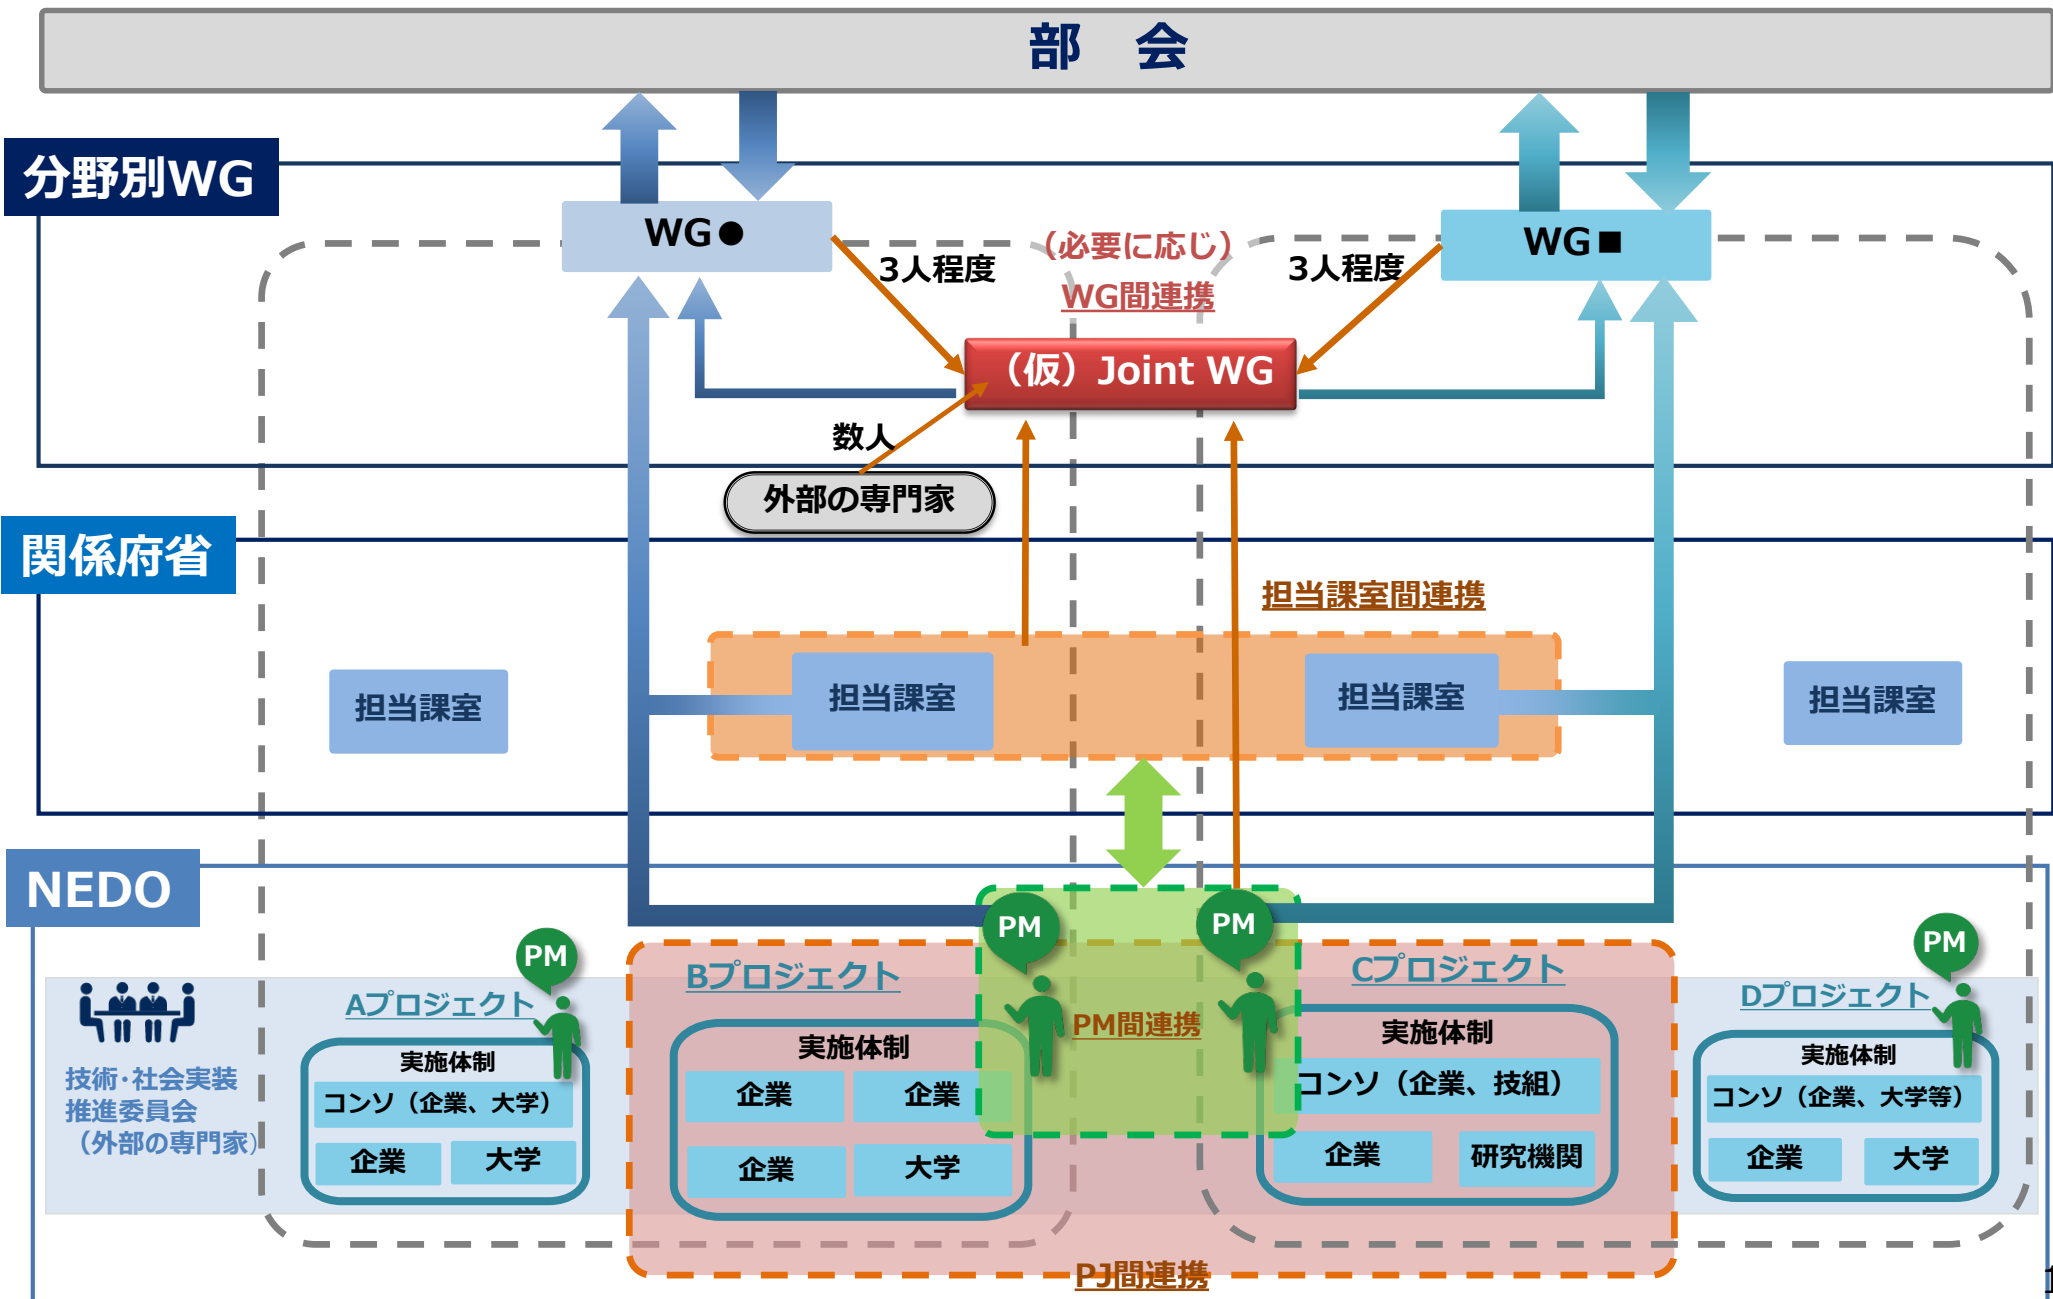 部　会
分野別WG
WG●
WG■
（必要に応じ）
3人程度
3人程度
WG間連携
（仮）Joint WG
数人
外部の専門家
関係府省
担当課室間連携
担当課室
担当課室
担当課室
担当課室
NEDO
PM
PM
PM
PM
Aプロジェクト
Bプロジェクト
Cプロジェクト
Dプロジェクト
PM間連携
技術・社会実装
推進委員会
（外部の専門家）
実施体制
コンソ（企業、大学）
企業
大学
実施体制
企業
企業
企業
大学
実施体制
コンソ（企業、技組）
企業
研究機関
実施体制
コンソ（企業、大学等）
企業
大学
PJ間連携